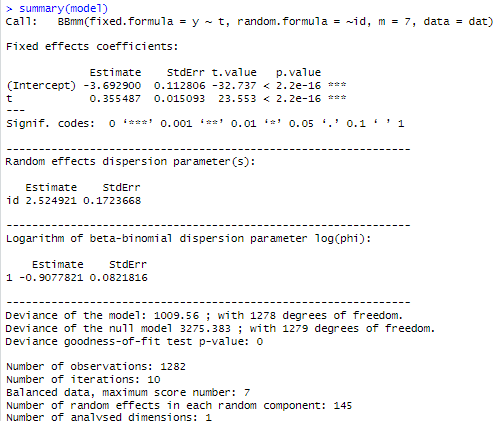 > summary(model)
Call: BBmm(fixed.formula = y ~ t, random.formula = ~id, m = 7, data = dat)
Fixed effects coefficients:
Estimate StdErr t.value p.value
(Intercept) -3.692900 0.112806 -32.737 < 2.2e-16 ***
t 0.355487 0.015093 23.553 < 2.2e-16 ***
---
Signif. codes: 0 ‘***’ 0.001 ‘**’ 0.01 ‘*’ 0.05 ‘.’ 0.1 ‘ ’ 1
---------------------------------------------------------------
Random effects dispersion parameter(s):
Estimate StdErr
id 2.524921 0.1723668
---------------------------------------------------------------
Logarithm of beta-binomial dispersion parameter log(phi):
Estimate StdErr
1 -0.9077821 0.0821816
---------------------------------------------------------------
Deviance of the model: 1009.56 ; with 1278 degrees of freedom.
Deviance of the null model 3275.383 ; with 1279 degrees of freedom.
Deviance goodness-of-fit test p-value: 0
Number of observations: 1282
Number of iterations: 10
Balanced data, maximum score number: 7
Number of random effects in each random component: 145
Number of analysed dimensions: 1